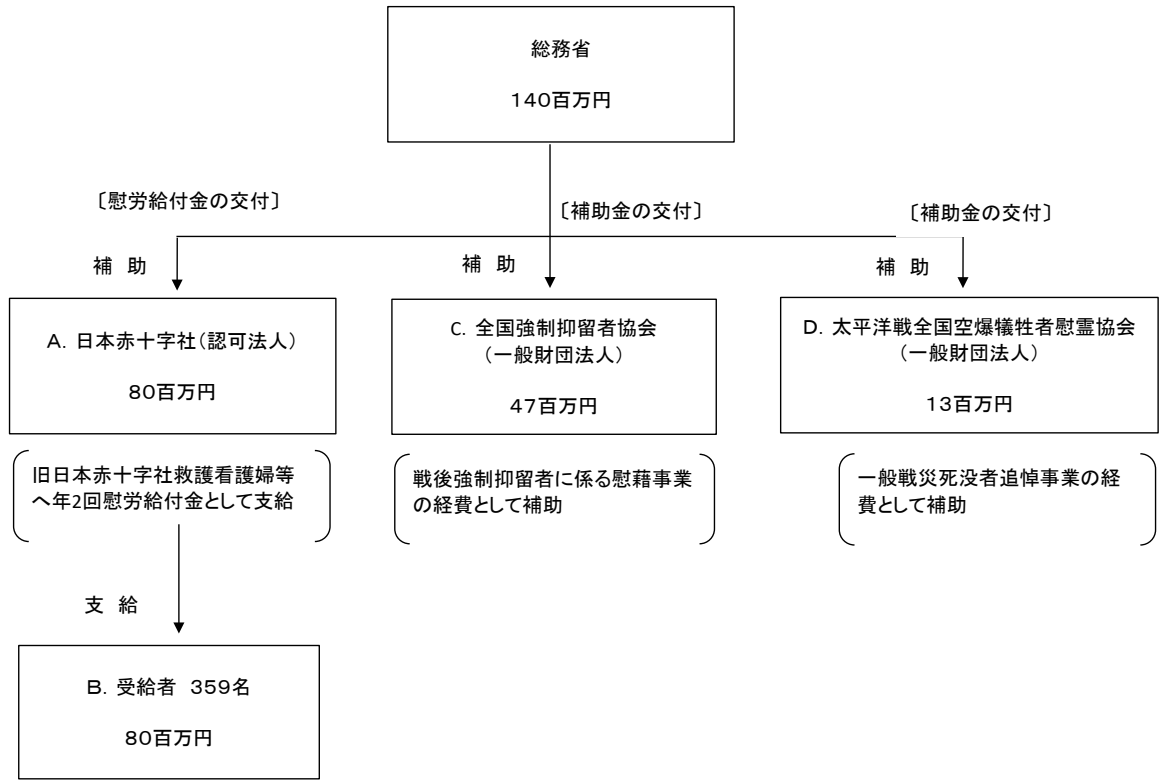 総務省
140百万円
〔慰労給付金の交付〕
〔補助金の交付〕
〔補助金の交付〕
補 助
補 助
補 助
A. 日本赤十字社(認可法人)
80百万円
C. 全国強制抑留者協会
(一般財団法人)
47百万円
D. 太平洋戦全国空爆犠牲者慰霊協会
(一般財団法人)
13百万円
旧日本赤十字社救護看護婦等
へ年2回慰労給付金として支給
戦後強制抑留者に係る慰藉事業
の経費として補助
一般戦災死没者追悼事業の経
費として補助
支 給
B. 受給者 359名
80百万円